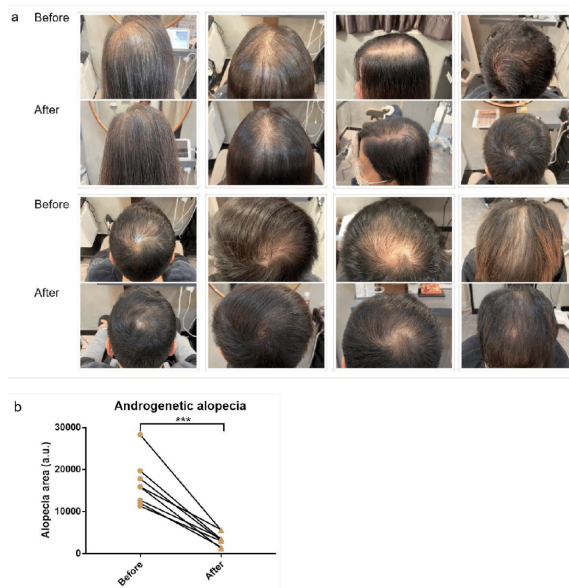 a
Before
After
Before
After
b
Androgenetic alopecia
***
Alopecia area (a.u.)
30000
20000
10000
0
Before
After